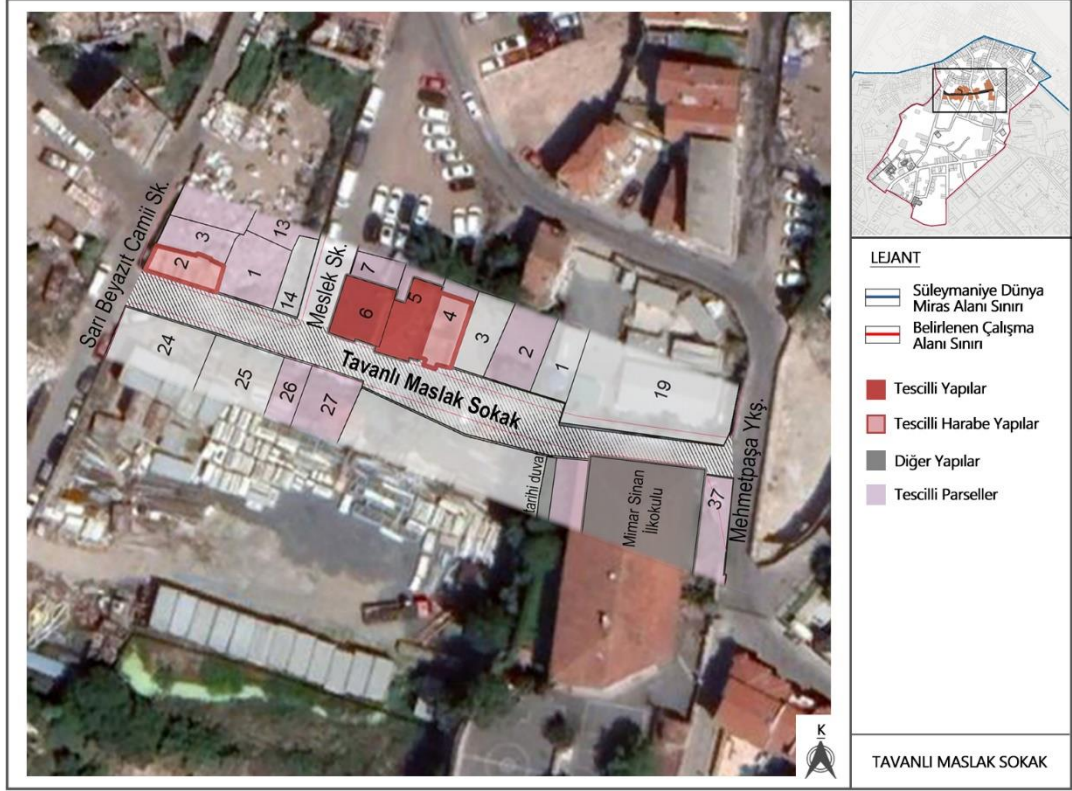 Sarı Beyazıt Camii Sk.
3
13
2
1
14
Meslek Sk.
7
6
5
4
3
2
1
19
Tavanlı Maslak Sokak
24
25
26
27
tarihi duvar
Mimar Sinan
İlkokulu
37
Mehmetpaşa Ykş.
K
LEJANT
Süleymaniye Dünya
Miras Alanı Sınırı
Belirlenen Çalışma
Alanı Sınırı
Tescilli Yapılar
Tescilli Harabe Yapılar
Diğer Yapılar
Tescilli Parseller
TAVANLI MASLAK SOKAK